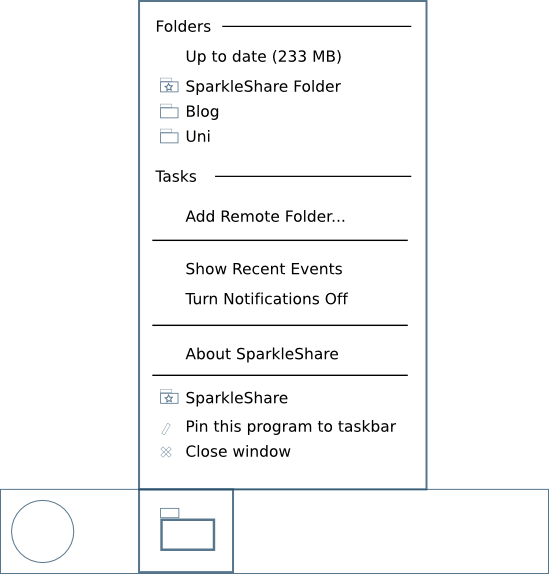 Folders
Up to date (233 MB)
SparkleShare Folder
Blog
Uni
Tasks
Add Remote Folder...
Show Recent Events
Turn Notifications Off
About SparkleShare
SparkleShare
Pin this program to taskbar
Close window